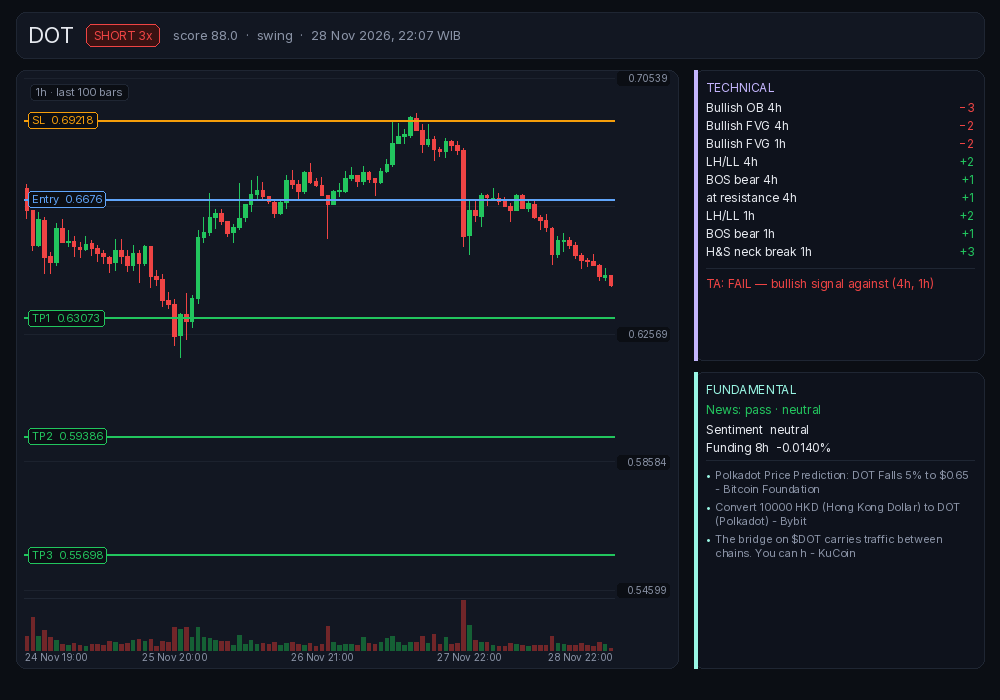 DOT
SHORT 3x
score 88.0 · swing · 28 Nov 2026, 22:07 WIB
1h · last 100 bars
0.70539
SL 0.69218
Entry 0.6676
TP1 0.63073
0.62569
TP2 0.59386
0.58584
TP3 0.55698
0.54599
24 Nov 19:00
25 Nov 20:00
26 Nov 21:00
27 Nov 22:00
28 Nov 22:00
TECHNICAL
Bullish OB 4h −3
Bullish FVG 4h −2
Bullish FVG 1h −2
LH/LL 4h +2
BOS bear 4h +1
at resistance 4h +1
LH/LL 1h +2
BOS bear 1h +1
H&S neck break 1h +3
TA: FAIL — bullish signal against (4h, 1h)
FUNDAMENTAL
News: pass · neutral
Sentiment neutral
Funding 8h -0.0140%
• Polkadot Price Prediction: DOT Falls 5% to $0.65
- Bitcoin Foundation
• Convert 10000 HKD (Hong Kong Dollar) to DOT
(Polkadot) - Bybit
• The bridge on $DOT carries traffic between
chains. You can h - KuCoin